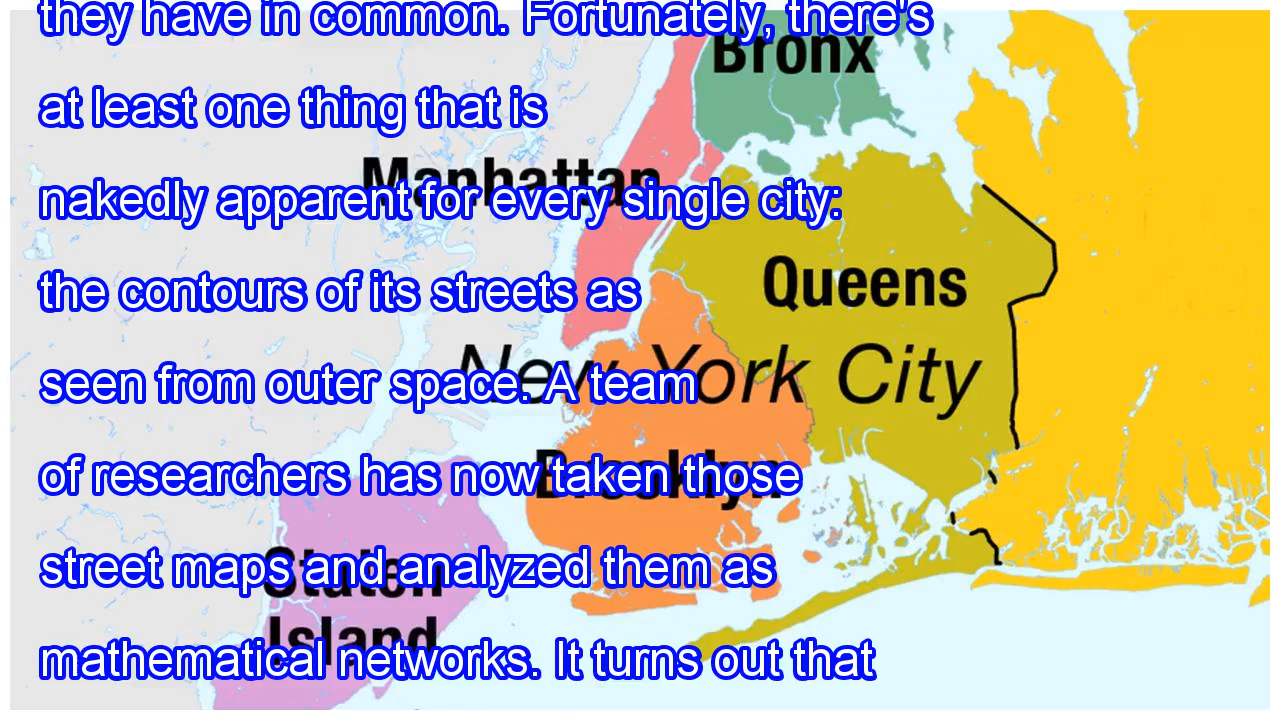 they have in common. Fortunately, there's
Bronx
at least one thing that is
Manhattan
nakedly apparent for every single city:
Queens
the contours of its streets as
New York City
seen from outer space. A team
Brooklyn
of researchers has now taken those
Staten
street maps and analyzed them as
Island
mathematical networks. It turns out that